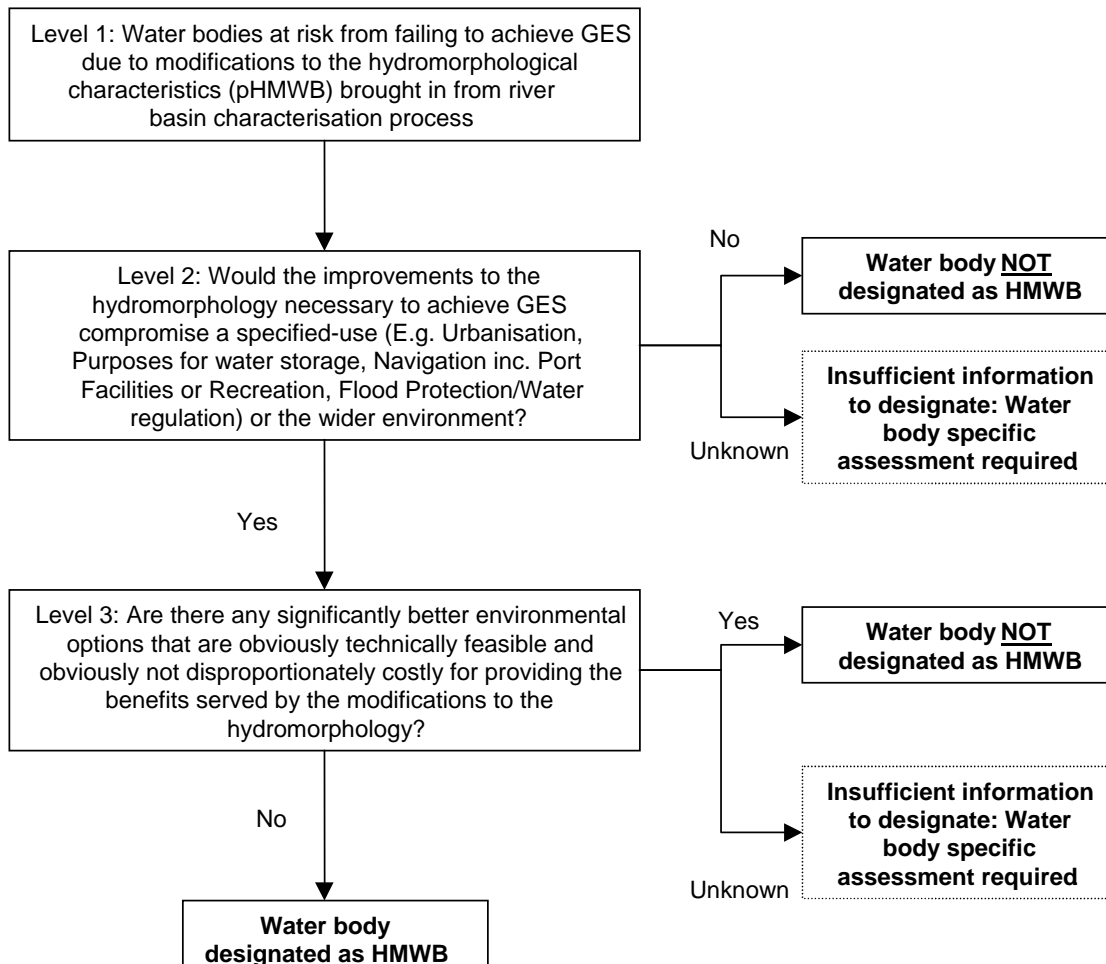 Level 1: Water bodies at risk from failing to achieve GES
due to modifications to the hydromorphological
characteristics (pHMWB) brought in from river
basin characterisation process
No
Water body NOT
designated as HMWB
Level 2: Would the improvements to the
hydromorphology necessary to achieve GES
compromise a specified-use (E.g. Urbanisation,
Purposes for water storage, Navigation inc. Port
Facilities or Recreation, Flood Protection/Water
regulation) or the wider environment?
Insufficient information
to designate: Water
body specific
assessment required
Unknown
Yes
Level 3: Are there any significantly better environmental
options that are obviously technically feasible and
obviously not disproportionately costly for providing the
benefits served by the modifications to the
hydromorphology?
Yes
Water body NOT
designated as HMWB
No
Insufficient information
to designate: Water
body specific
assessment required
Unknown
Water body
designated as HMWB